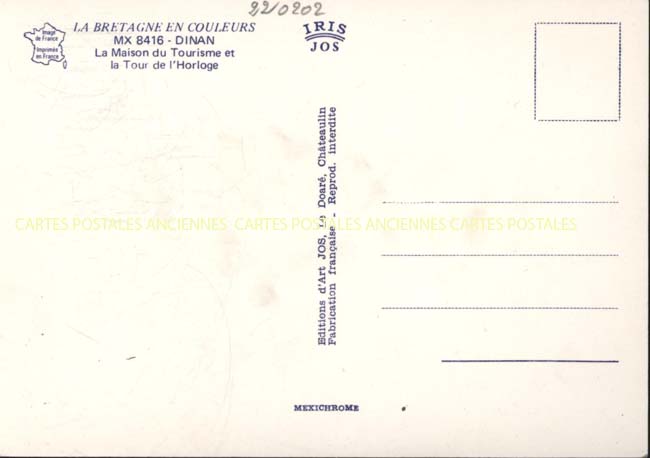 22/0202
LA BRETAGNE EN COULEURS
MX 8416 - DINAN
La Maison du Tourisme et
la Tour de l'Horloge
Image
de France
Imprimée
en France
IRIS
JOS
Editions d'Art JOS, Le Doaré, Châteaulin
Fabrication française - Reprod. interdite
CARTES POSTALES ANCIENNES CARTES POSTALES ANCIENNES CARTES POSTALES
MEXICHROME